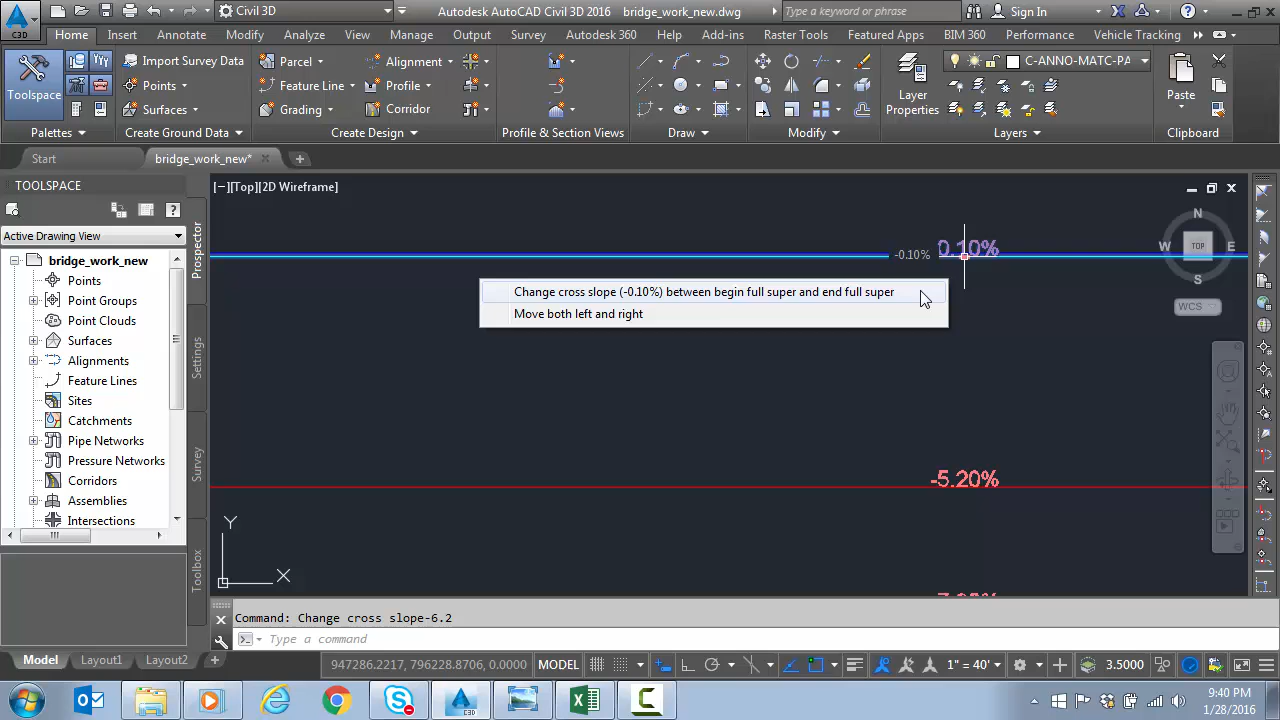 Civil 3D
Autodesk AutoCAD Civil 3D 2016 bridge_work_new.dwg
Type a keyword or phrase
Sign In
C3D
Home Insert Annotate Modify Analyze View Manage Output Survey Autodesk 360 Help Add-ins Raster Tools Featured Apps BIM 360 Performance Vehicle Tracking
Toolspace
Import Survey Data
Points
Surfaces
Parcel
Feature Line
Grading
Alignment
Profile
Corridor
Layer
Properties
C-ANNO-MATC-PA
Paste
Palettes Create Ground Data Create Design Profile & Section Views Draw Modify Layers Clipboard
Start bridge_work_new*
TOOLSPACE
[−][Top][2D Wireframe]
Active Drawing View
Prospector
Settings
Survey
Toolbox
bridge_work_new
Points
Point Groups
Point Clouds
Surfaces
Alignments
Feature Lines
Sites
Catchments
Pipe Networks
Pressure Networks
Corridors
Assemblies
Intersections
-0.10%
0.10%
N
W
TOP
E
S
WCS
Change cross slope (-0.10%) between begin full super and end full super
Move both left and right
-5.20%
Y
X
Command: Change cross slope-6.2
Type a command
Model Layout1 Layout2
947286.2217, 796228.8706, 0.0000 MODEL
1" = 40'
3.5000
C3D
9:40 PM
1/28/2016